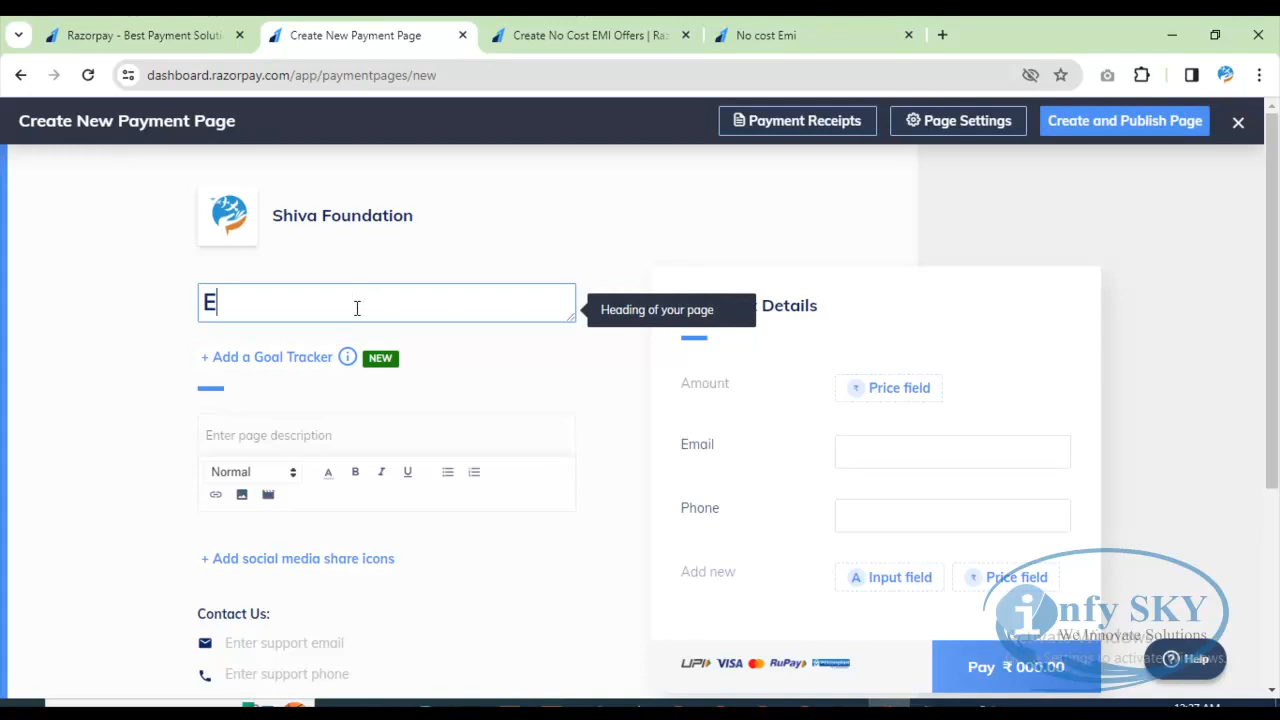 Razorpay - Best Payment Soluti
Create New Payment Page
Create No Cost EMI Offers | Raz
No cost Emi
dashboard.razorpay.com/app/paymentpages/new
Create New Payment Page
Payment Receipts
Page Settings
Create and Publish Page
Shiva Foundation
E
Heading of your page
Details
+ Add a Goal Tracker
NEW
Amount
₹ Price field
Enter page description
Email
Normal
A B I U
Phone
+ Add social media share icons
Add new
A Input field
₹ Price field
Contact Us:
Enter support email
Enter support phone
UPI VISA RuPay
Pay ₹ 000.00
infy SKY
We Innovate Solutions
Help